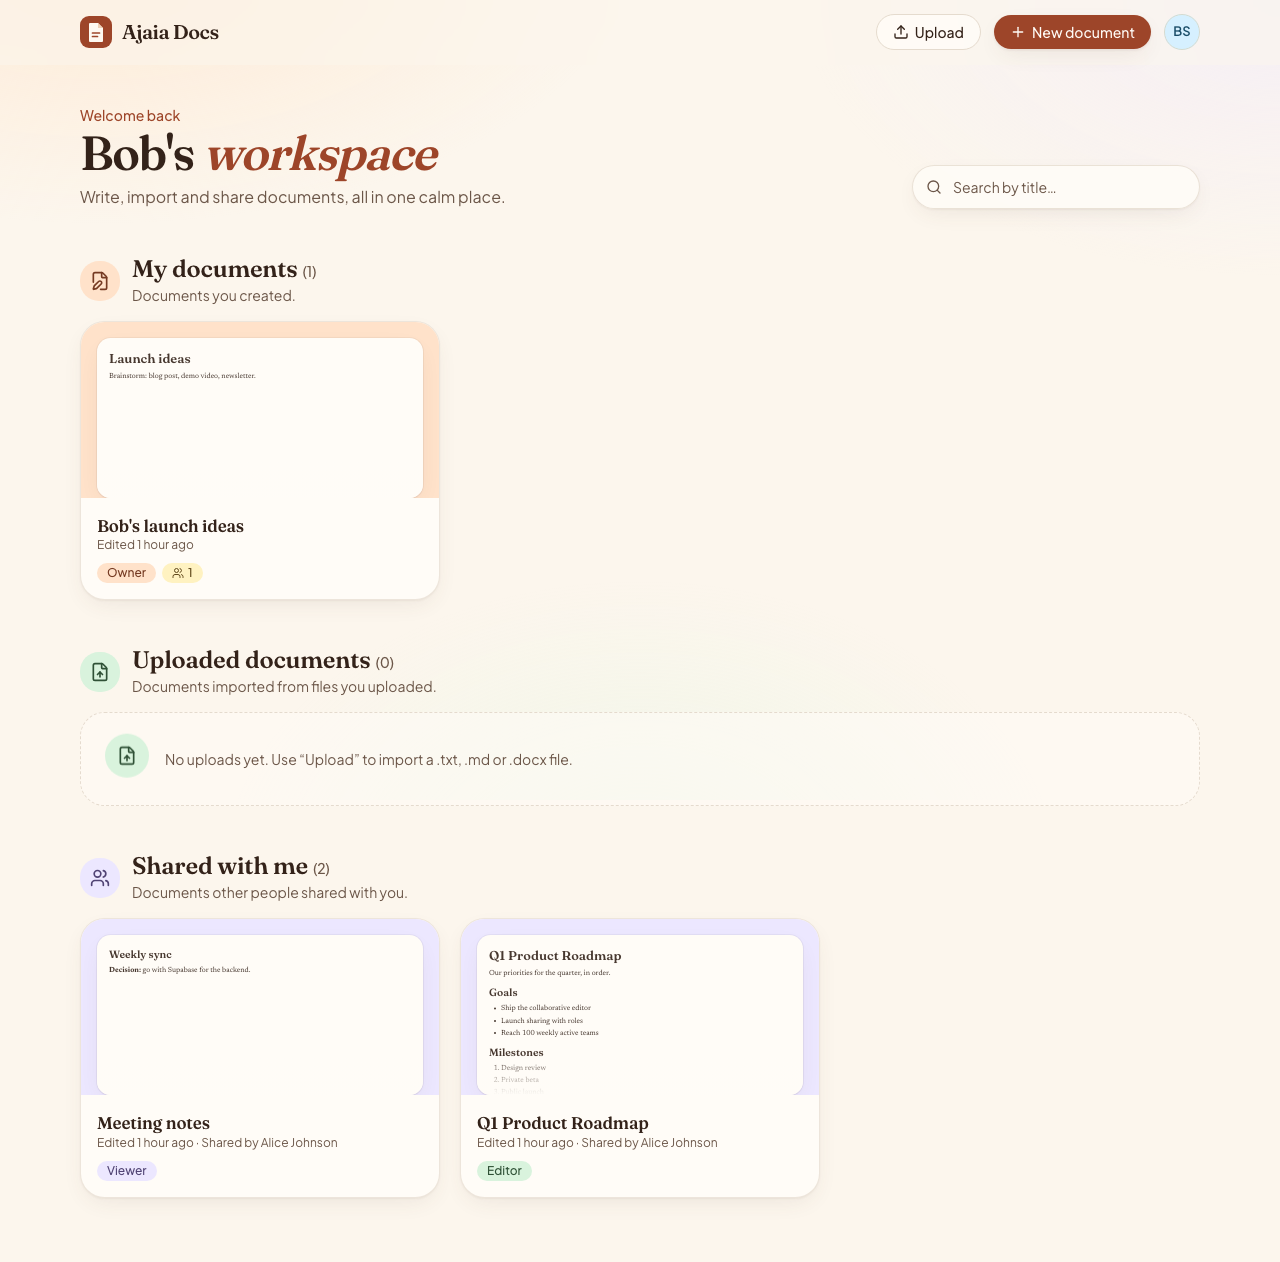 Ajaia Docs
Upload
New document
BS
Welcome back
Bob's workspace
Write, import and share documents, all in one calm place.
Search by title...
My documents (1)
Documents you created.
Launch ideas
Brainstorm: blog post, demo video, newsletter.
Bob's launch ideas
Edited 1 hour ago
Owner
1
Uploaded documents (0)
Documents imported from files you uploaded.
No uploads yet. Use “Upload” to import a .txt, .md or .docx file.
Shared with me (2)
Documents other people shared with you.
Weekly sync
Decision: go with Supabase for the backend.
Meeting notes
Edited 1 hour ago · Shared by Alice Johnson
Viewer
Q1 Product Roadmap
Our priorities for the quarter, in order.
Goals
• Ship the collaborative editor
• Launch sharing with roles
• Reach 100 weekly active teams
Milestones
1. Design review
2. Private beta
Q1 Product Roadmap
Edited 1 hour ago · Shared by Alice Johnson
Editor